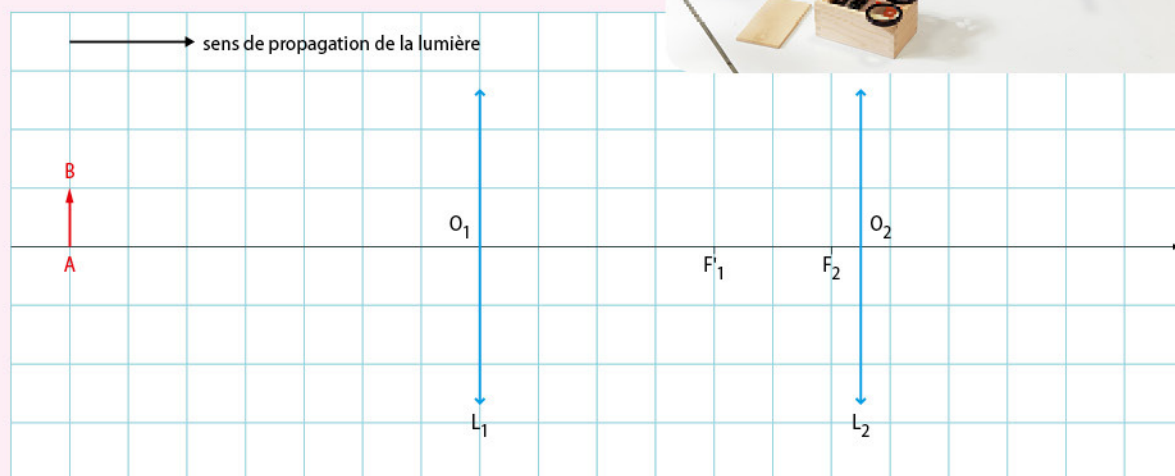 sens de propagation de la lumière
B
O₁
O₂
A
F'₁
F₂
L₁
L₂